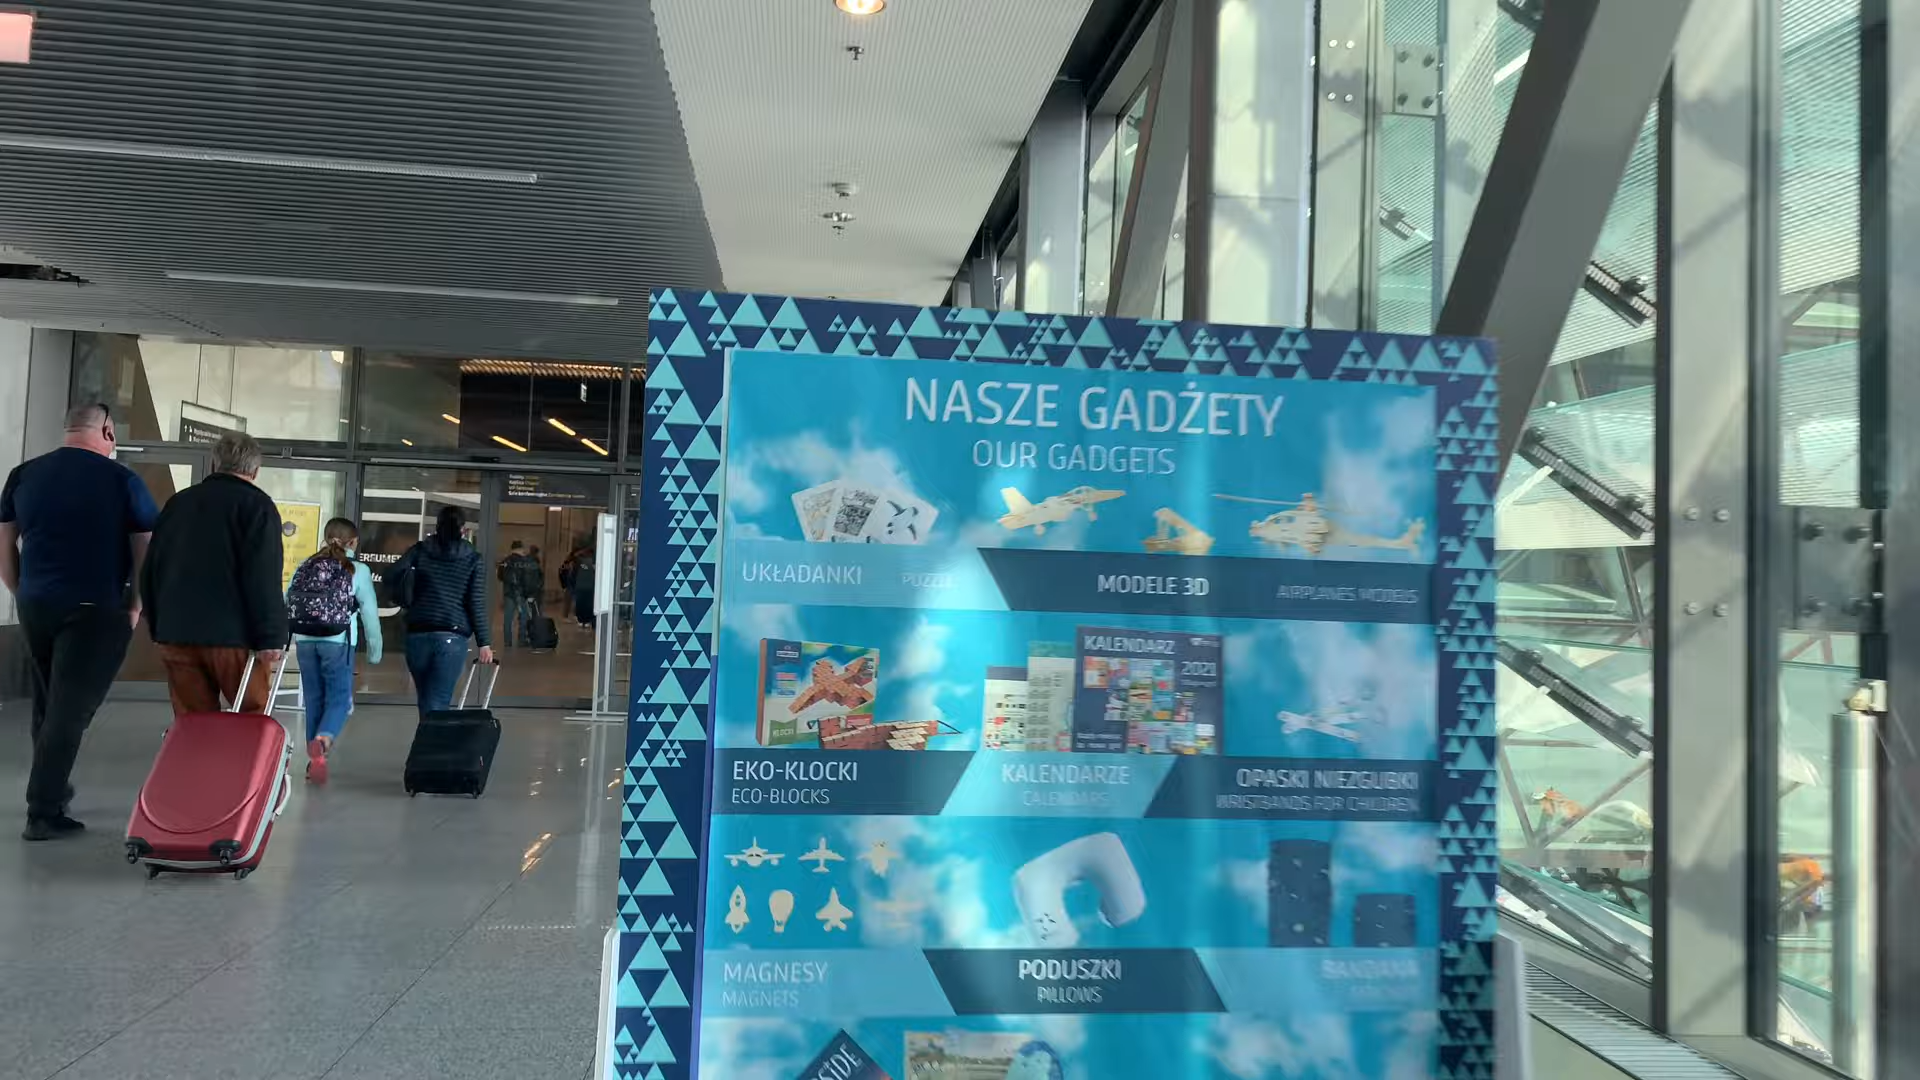 NASZE GADŻETY
OUR GADGETS
UKŁADANKI PUZZLE
MODELE 3D AIRPLANES MODELS
KALENDARZ
2021
EKO-KLOCKI
ECO-BLOCKS
KALENDARZE
CALENDARS
OPASKI NIEZGUBKI
WRISTBANDS FOR CHILDREN
MAGNESY
MAGNETS
PODUSZKI
PILLOWS
BANDANA